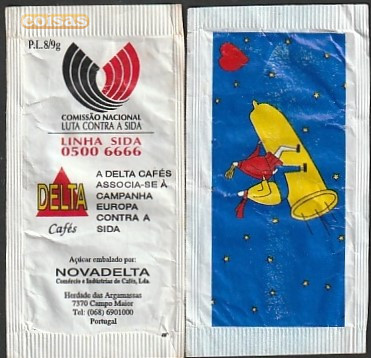 coisas
P.L.8/9g
COMISSÃO NACIONAL
LUTA CONTRA A SIDA
LINHA SIDA
0500 6666
DELTA
Cafés
A DELTA CAFÉS
ASSOCIA-SE À
CAMPANHA
EUROPA
CONTRA A
SIDA
Açúcar embalado por:
NOVADELTA
Comércio e Indústrias de Cafés, Lda.
Herdade das Argamassas
7370 Campo Maior
Tel: (068) 6901000
Portugal